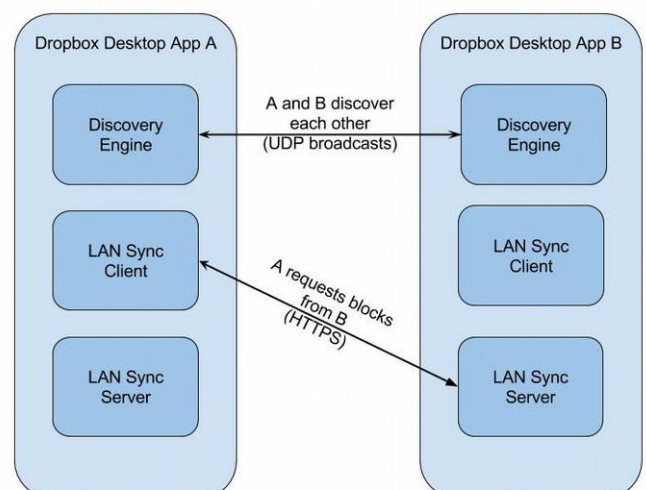 Dropbox Desktop App A
Dropbox Desktop App B
Discovery
Engine
A and B discover
each other
(UDP broadcasts)
Discovery
Engine
LAN Sync
Client
A requests blocks
from B
(HTTPS)
LAN Sync
Client
LAN Sync
Server
LAN Sync
Server